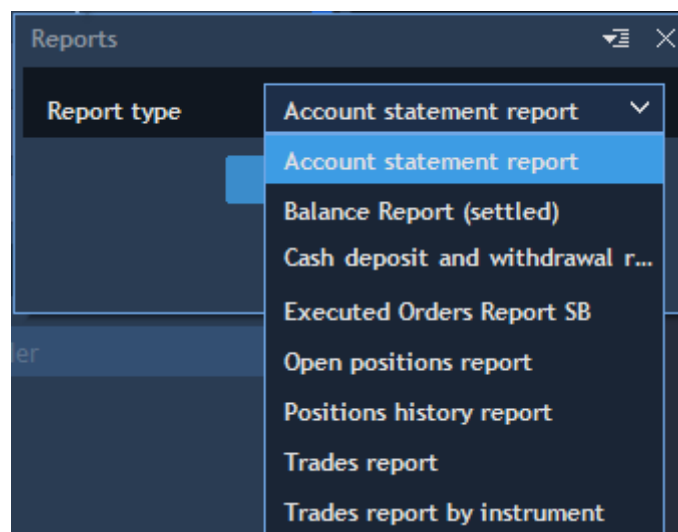 Reports
Report type
Account statement report
Account statement report
Balance Report (settled)
Cash deposit and withdrawal r...
Executed Orders Report SB
Open positions report
Positions history report
Trades report
Trades report by instrument